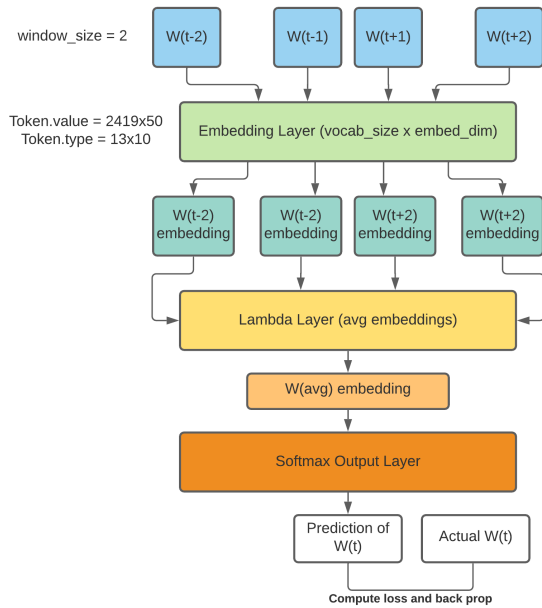 window_size = 2
W(t-2)
W(t-1)
W(t+1)
W(t+2)
Token.value = 2419x50
Token.type = 13x10
Embedding Layer (vocab_size x embed_dim)
W(t-2)
embedding
W(t-2)
embedding
W(t+2)
embedding
W(t+2)
embedding
Lambda Layer (avg embeddings)
W(avg) embedding
Softmax Output Layer
Prediction of
W(t)
Actual W(t)
Compute loss and back prop